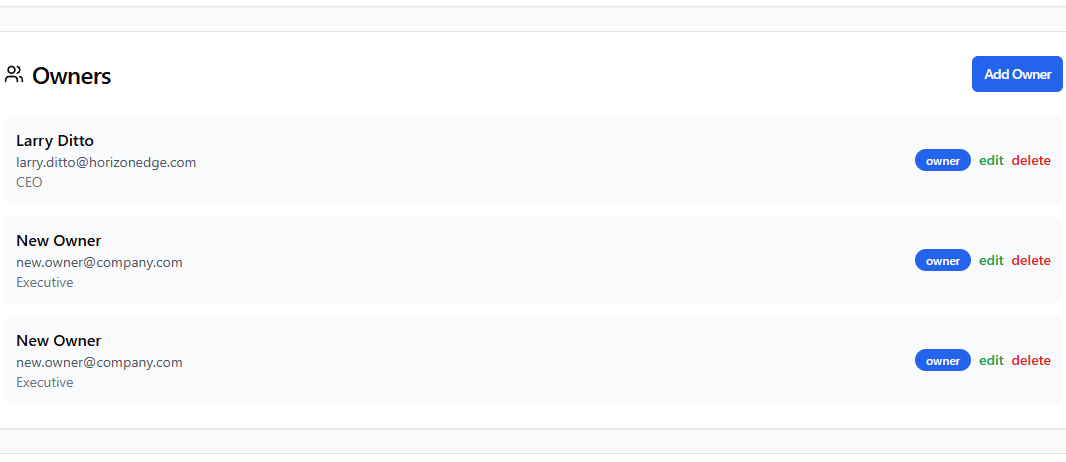 Owners
Add Owner
Larry Ditto
larry.ditto@horizonedge.com
CEO
owner edit delete
New Owner
new.owner@company.com
Executive
owner edit delete
New Owner
new.owner@company.com
Executive
owner edit delete